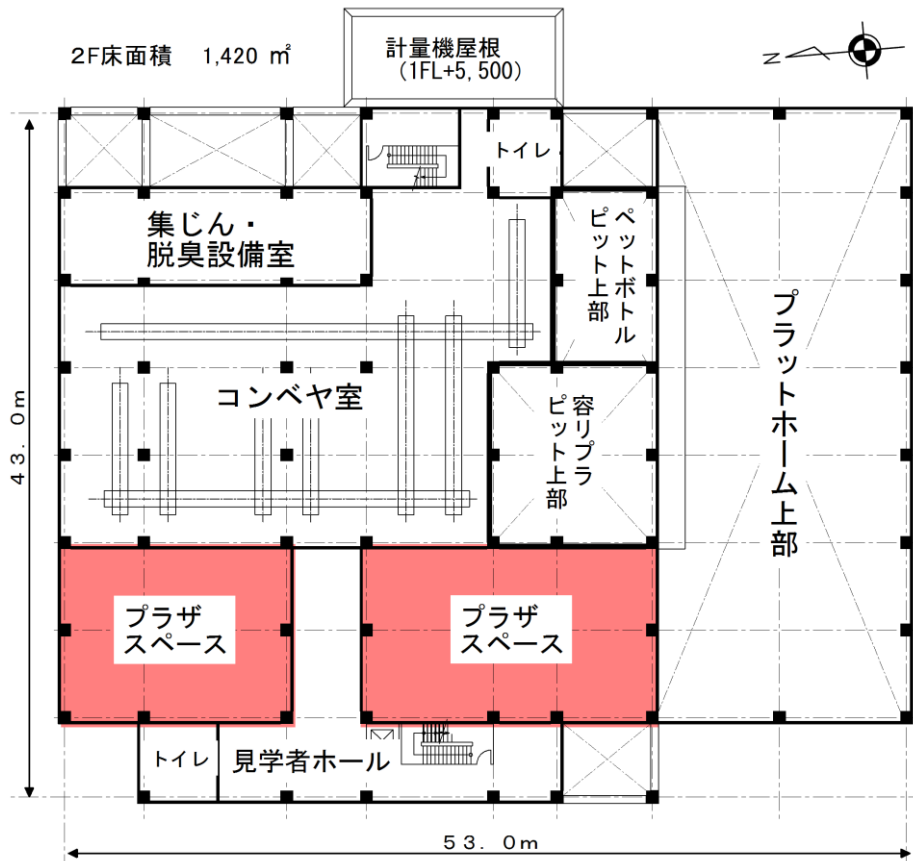 2F床面積 1,420 ㎡
計量機屋根
（1FL+5,500）
N
トイレ
集じん・
脱臭設備室
ペットボトル
ピット上部
プラットホーム上部
コンベヤ室
容リプラ
ピット上部
43.0m
プラザ
スペース
プラザ
スペース
トイレ
見学者ホール
53.0m